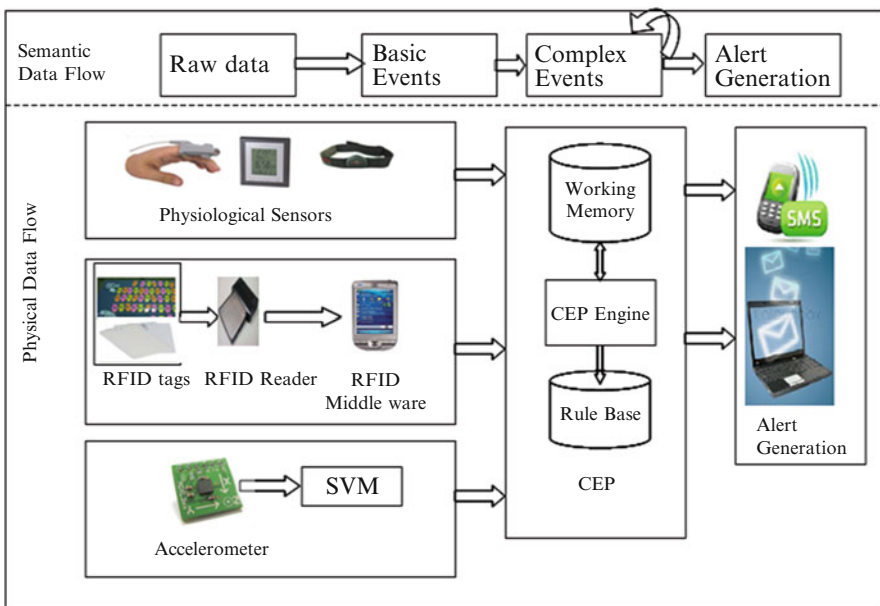 Semantic
Data Flow
Raw data
Basic
Events
Complex
Events
Alert
Generation
Physical Data Flow
Physiological Sensors
RFID tags
RFID Reader
RFID
Middle ware
SVM
Accelerometer
Working
Memory
CEP Engine
Rule Base
CEP
SMS
Alert
Generation